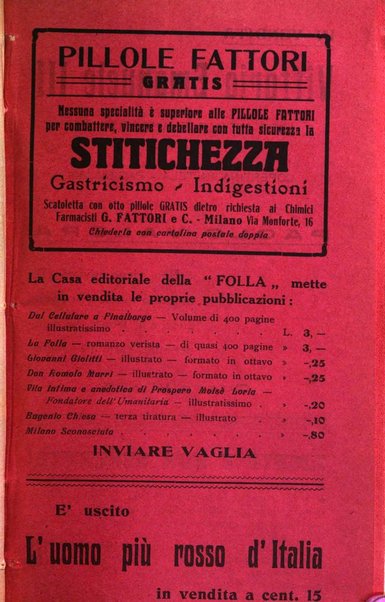 PILLOLE FATTORI
GRATIS
Nessuna specialità è superiore alle PILLOLE FATTORI
per combattere, vincere e debellare con tutta sicurezza la
STITICHEZZA
Gastricismo - Indigestioni
Scatoletta con otto pillole GRATIS dietro richiesta ai Chimici
Farmacisti G. FATTORI e C. - Milano Via Monforte, 16
Chiederla con cartolina postale doppia
La Casa editoriale della “ FOLLA „ mette
in vendita le proprie pubblicazioni :
Dal Cellulare a Finalborgo — Volume di 400 pagine
illustratissimo . . . . . . . L. 3,—
La Folla — romanzo verista — di quasi 400 pagine » 3,—
Giovanni Giolitti — illustrato — formato in ottavo » —,25
Don Romolo Murri — illustrato — formato in ottavo » —,25
Vita intima e anedotica di Prospero Moisè Loria —
Fondatore dell'Umanitaria — illustratissimo . . —,20
Eugenio Chiesa — terza tiratura — illustrato . » —,10
Milano Sconosciuta . . . . . . » —,80
INVIARE VAGLIA
E' uscito
L'uomo più rosso d'Italia
in vendita a cent. 15